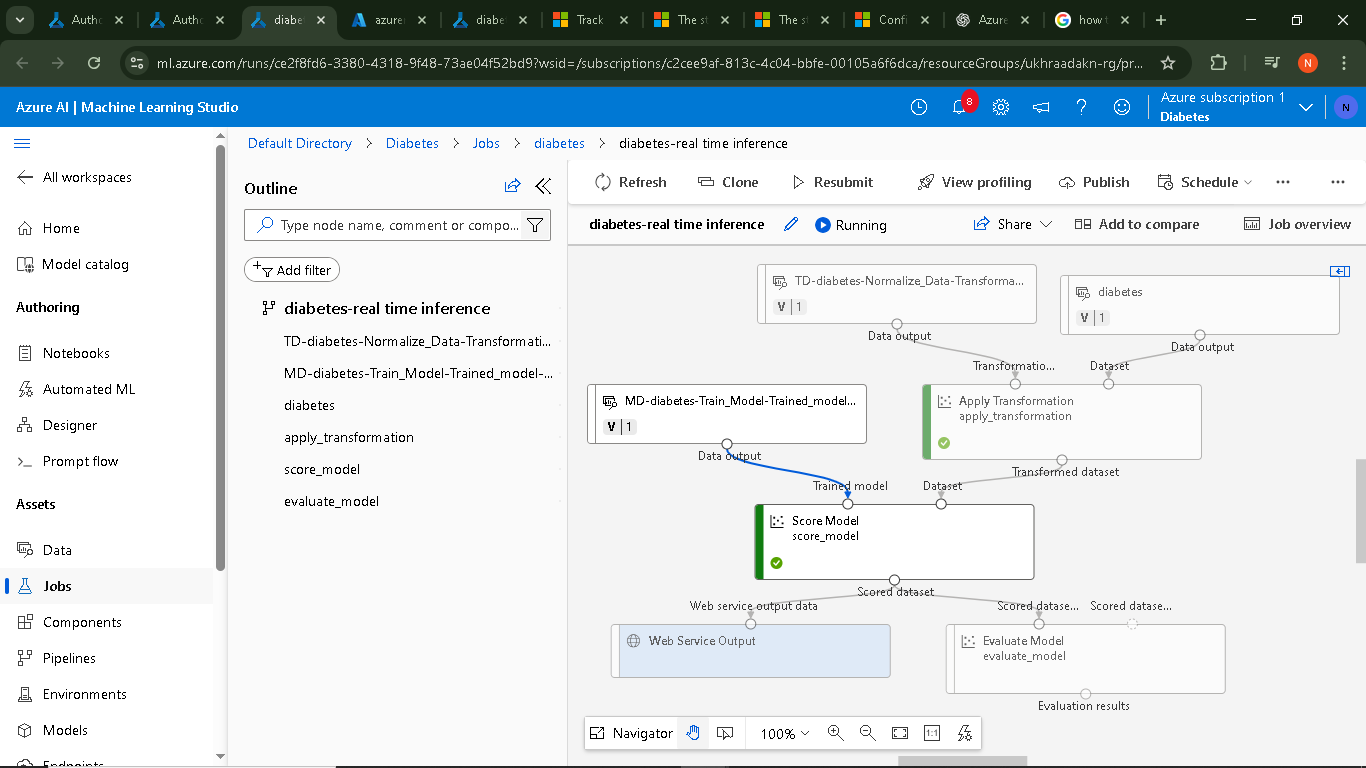 Autho
Autho
diabet
azurer
diabe
Track
The st
The st
Confi
Azure
how t
ml.azure.com/runs/ce2f8fd6-3380-4318-9f48-73ae04f52bd9?wsid=/subscriptions/c2cee9af-813c-4c04-bbfe-00105a6f6dca/resourceGroups/ukhraadakn-rg/pr...
N
Azure AI | Machine Learning Studio
8
Azure subscription 1
Diabetes
N
All workspaces
Home
Model catalog
Authoring
Notebooks
Automated ML
Designer
Prompt flow
Assets
Data
Jobs
Components
Pipelines
Environments
Models
Endpoints
Default Directory > Diabetes > Jobs > diabetes > diabetes-real time inference
Outline
Type node name, comment or compo...
Add filter
diabetes-real time inference
TD-diabetes-Normalize_Data-Transformati...
MD-diabetes-Train_Model-Trained_model-...
diabetes
apply_transformation
score_model
evaluate_model
Refresh Clone Resubmit View profiling Publish Schedule ... ...
diabetes-real time inference Running Share Add to compare Job overview
TD-diabetes-Normalize_Data-Transforma...
V | 1
Data output
diabetes
V | 1
Data output
Transformatio...
Dataset
MD-diabetes-Train_Model-Trained_model...
V | 1
Data output
Apply Transformation
apply_transformation
Transformed dataset
Trained model
Dataset
Score Model
score_model
Scored dataset
Web service output data
Scored datase...
Scored datase...
Web Service Output
Evaluate Model
evaluate_model
Evaluation results
Navigator 100% 1:1